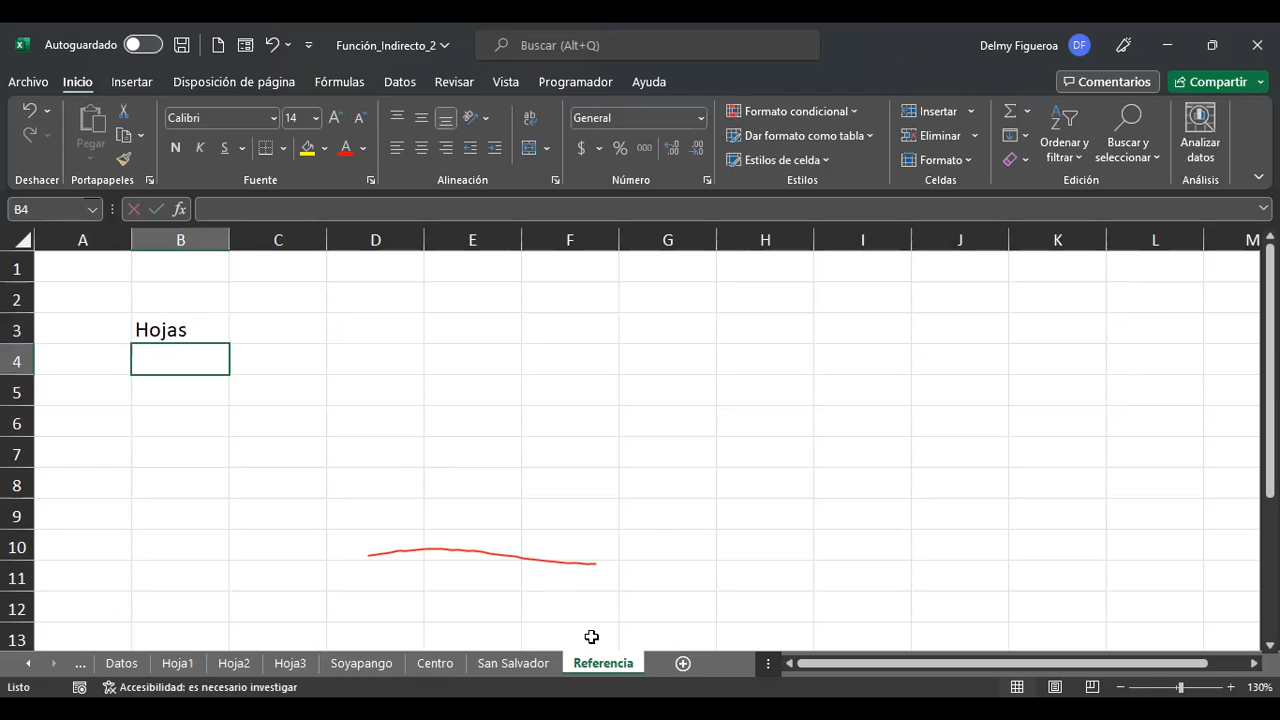 Autoguardado Función_Indirecto_2 Buscar (Alt+Q) Delmy Figueroa DF
Archivo Inicio Insertar Disposición de página Fórmulas Datos Revisar Vista Programador Ayuda Comentarios Compartir
Pegar Calibri 14 General Formato condicional Insertar
N K S A $ % 000 Dar formato como tabla Eliminar Ordenar y filtrar Buscar y seleccionar Analizar datos
Estilos de celda Formato
Deshacer Portapapeles Fuente Alineación Número Estilos Celdas Edición Análisis
B4 fx
A B C D E F G H I J K L M
1
2
3 Hojas
4
5
6
7
8
9
10
11
12
13
... Datos Hoja1 Hoja2 Hoja3 Soyapango Centro San Salvador Referencia
Listo Accesibilidad: es necesario investigar 130%